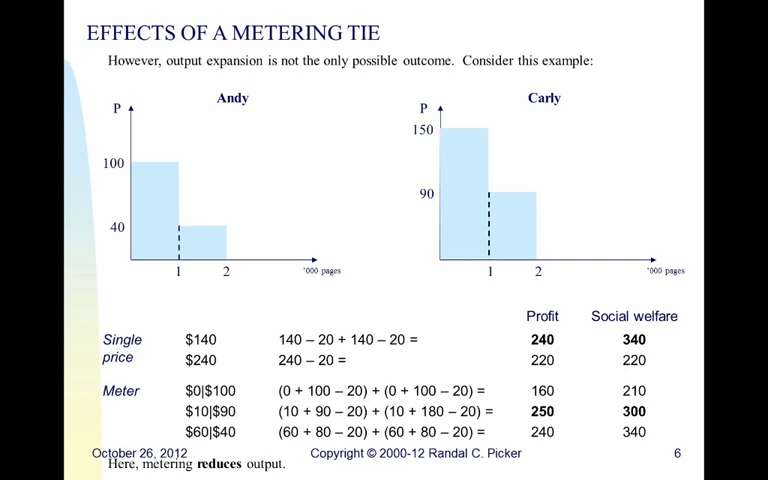 EFFECTS OF A METERING TIE
However, output expansion is not the only possible outcome. Consider this example:
Andy
P
100
40
1
2
'000 pages
Carly
P
150
90
1
2
'000 pages
Profit Social welfare
Single $140 140 – 20 + 140 – 20 = 240 340
price $240 240 – 20 = 220 220
Meter $0|$100 (0 + 100 – 20) + (0 + 100 – 20) = 160 210
$10|$90 (10 + 90 – 20) + (10 + 180 – 20) = 250 300
$60|$40 (60 + 80 – 20) + (60 + 80 – 20) = 240 340
October 26, 2012 Copyright © 2000-12 Randal C. Picker 6
Here, metering reduces output.